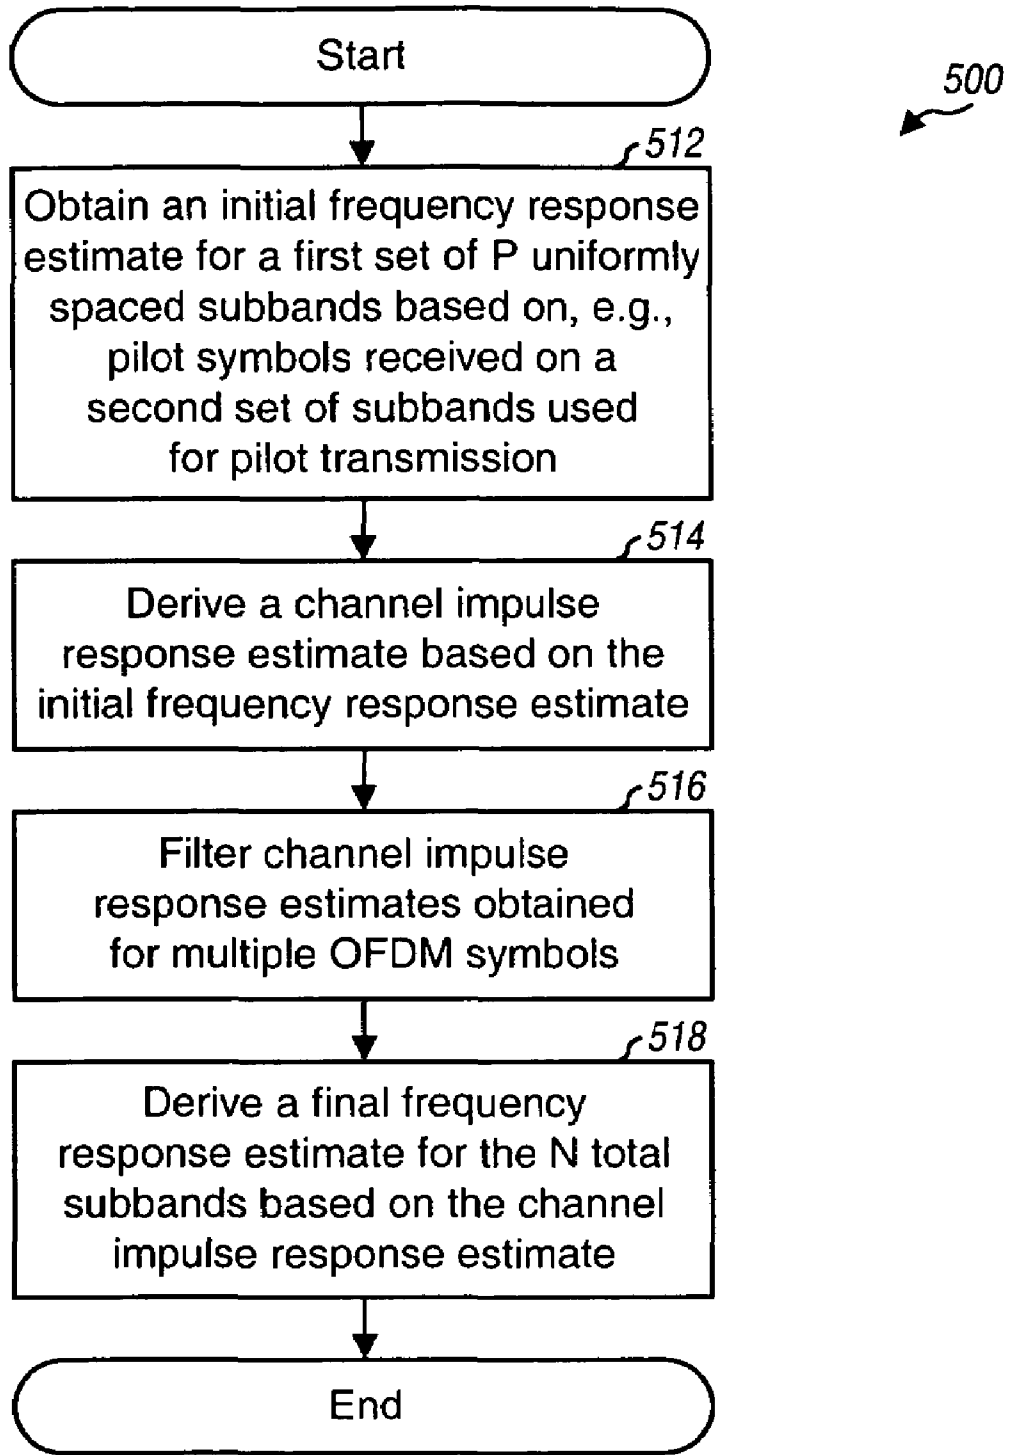 Start
500
512
Obtain an initial frequency response
estimate for a first set of P uniformly
spaced subbands based on, e.g.,
pilot symbols received on a
second set of subbands used
for pilot transmission
514
Derive a channel impulse
response estimate based on the
initial frequency response estimate
516
Filter channel impulse
response estimates obtained
for multiple OFDM symbols
518
Derive a final frequency
response estimate for the N total
subbands based on the channel
impulse response estimate
End